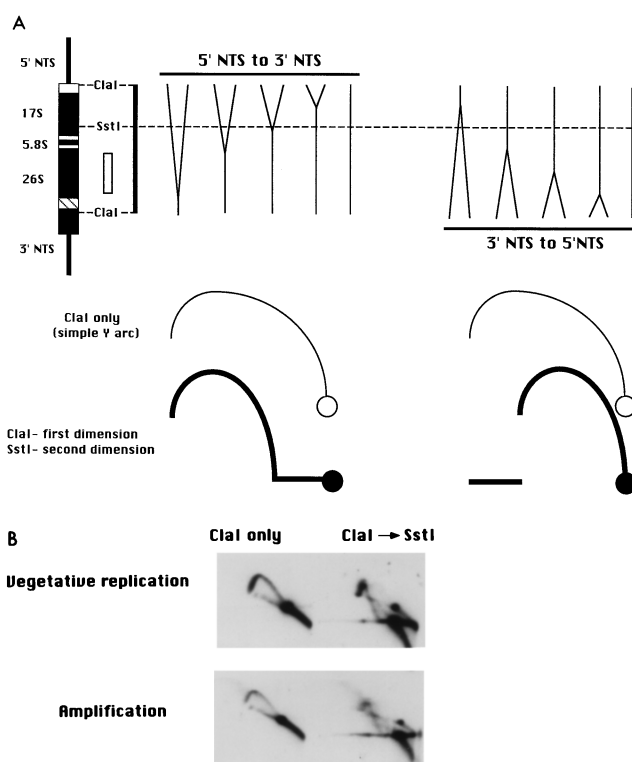 A
5' NTS
5' NTS to 3' NTS
ClaI
17S
SstI
5.8S
26S
ClaI
3' NTS
3' NTS to 5'NTS
ClaI only
(simple Y arc)
ClaI- first dimension
SstI- second dimension
B
ClaI only
ClaI → SstI
Vegetative replication
Amplification